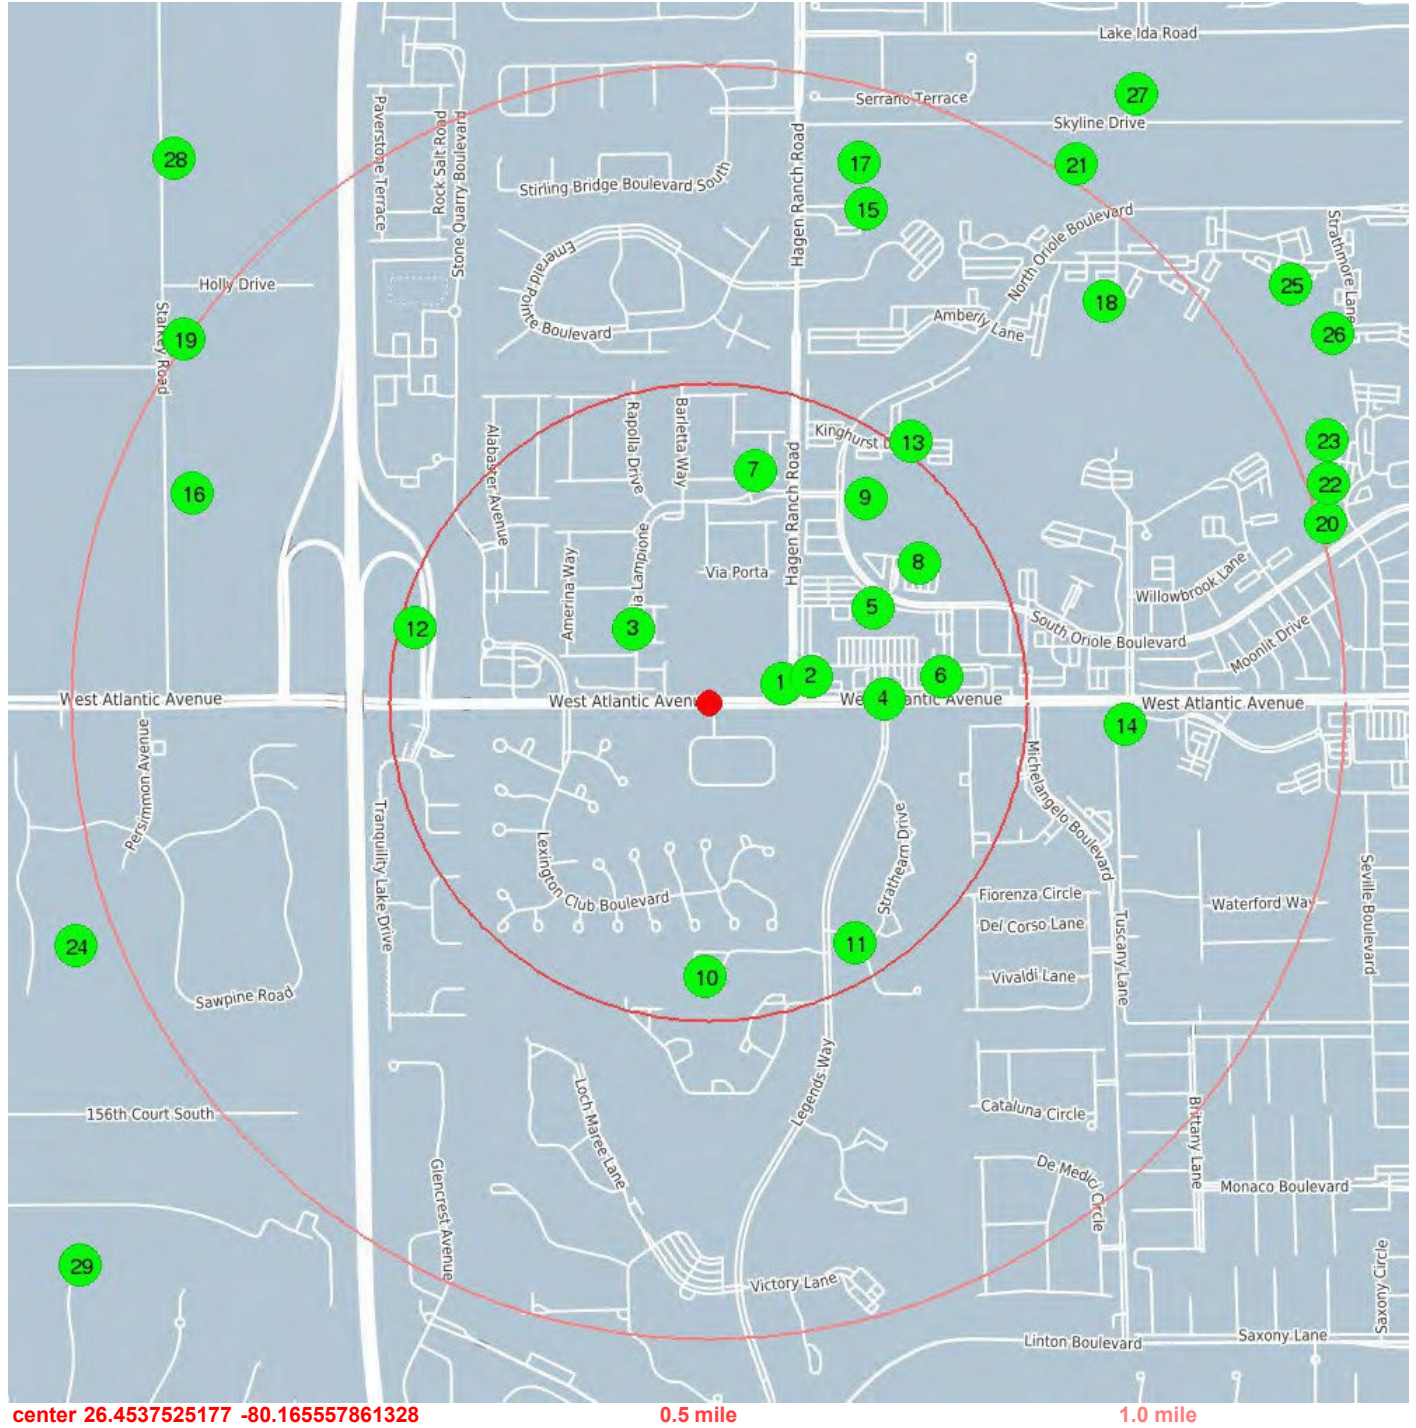 Lake Ida Road
27
Serrano Terrace
Skyline Drive
Paverstone Terrace
Rock Salt Road
Stone Quarry Boulevard
Hagen Ranch Road
28
17
21
Stirling Bridge Boulevard South
15
North Oriole Boulevard
Strathmore Lane
Emerald Pointe Boulevard
Holly Drive
25
18
Amberly Lane
26
19
Starkey Road
Rapolla Drive
Barletta Way
Alabaster Avenue
Kinghurst
13
23
7
Hagen Ranch Road
22
16
9
20
Amerina Way
ia Lampione
Via Porta
8
Willowbrook Lane
5
12
3
South Oriole Boulevard
Moonlit Drive
1
2
6
West Atlantic Avenue
West Atlantic Aven
4
We
antic Avenue
West Atlantic Avenue
14
Persimmon Avenue
Tranquility Lake Drive
Michelangelo Boulevard
Lexington Club Boulevard
Strathearn Drive
Fiorenza Circle
Seville Boulevard
Waterford Way
Del Corso Lane
Tuscany Lane
24
11
10
Vivaldi Lane
Sawpine Road
Loch Maree Lane
Legends Way
156th Court South
Cataluna Circle
Brittany Lane
Glencrest Avenue
De Medici Circle
Monaco Boulevard
29
Victory Lane
Saxony Circle
Linton Boulevard
Saxony Lane
center 26.4537525177 -80.165557861328 0.5 mile 1.0 mile